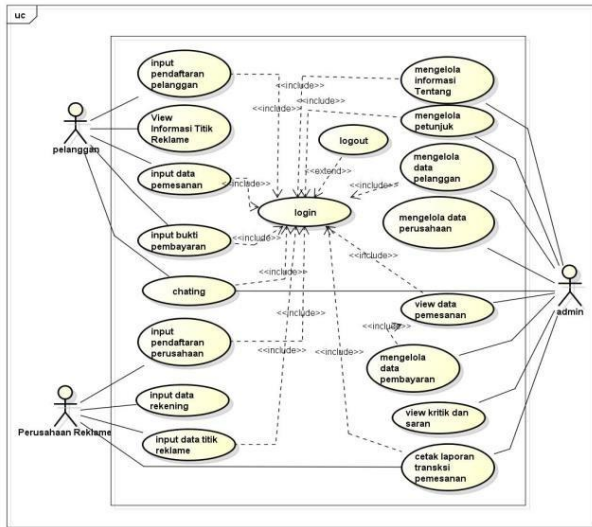 uc
input
pendaftaran
pelanggan
View
Informasi Titik
Reklame
pelanggan
input data
pemesanan
input bukti
pembayaran
chating
input
pendaftaran
perusahaan
input data
rekening
input data titik
reklame
Perusahaan Reklame
<<include>>
<<include>>
<<include>>
<<include>>
<<include>>
<<include>>
logout
<<extend>>
login
<<include>>
<<include>>
<<include>>
<<include>>
<<include>>
<<include>>
mengelola
informasi
Tentang
mengelola
petunjuk
mengelola
data
pelanggan
mengelola data
perusahaan
view data
pemesanan
mengelola
data
pembayaran
view kritik dan
saran
cetak laporan
transksi
pemesanan
admin